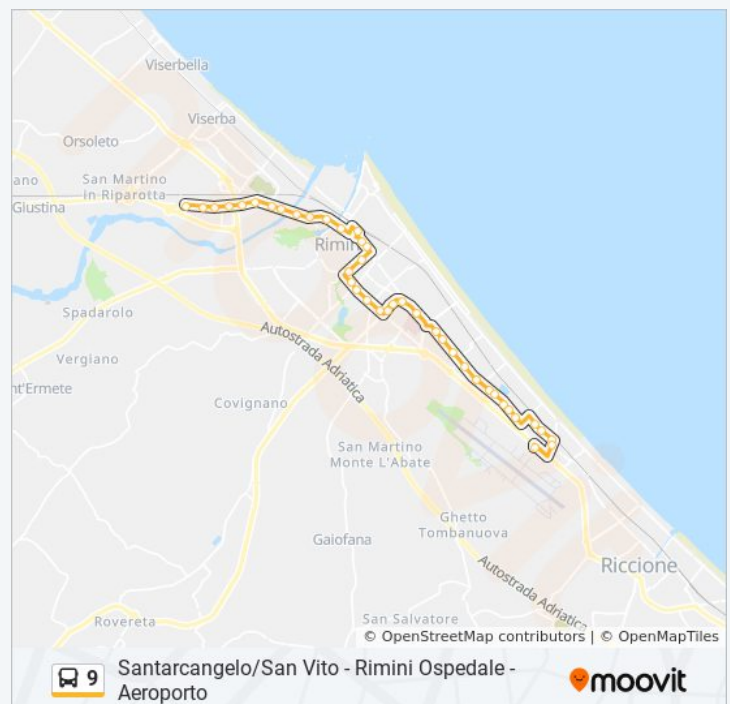 Viserbella
Viserba
Orsoleto
ano
San Martino
in Riparotta
Giustina
Rimin
Spadarolo
Autostrada Adriatica
Vergiano
nt'Ermete
Covignano
San Martino
Monte L'Abate
Ghetto
Tombanuova
Gaiofana
Autostrada Adriatica
Riccione
Rovereta
San Salvatore
© OpenStreetMap contributors | © OpenMapTiles
9
Santarcangelo/San Vito - Rimini Ospedale -
Aeroporto
moovit